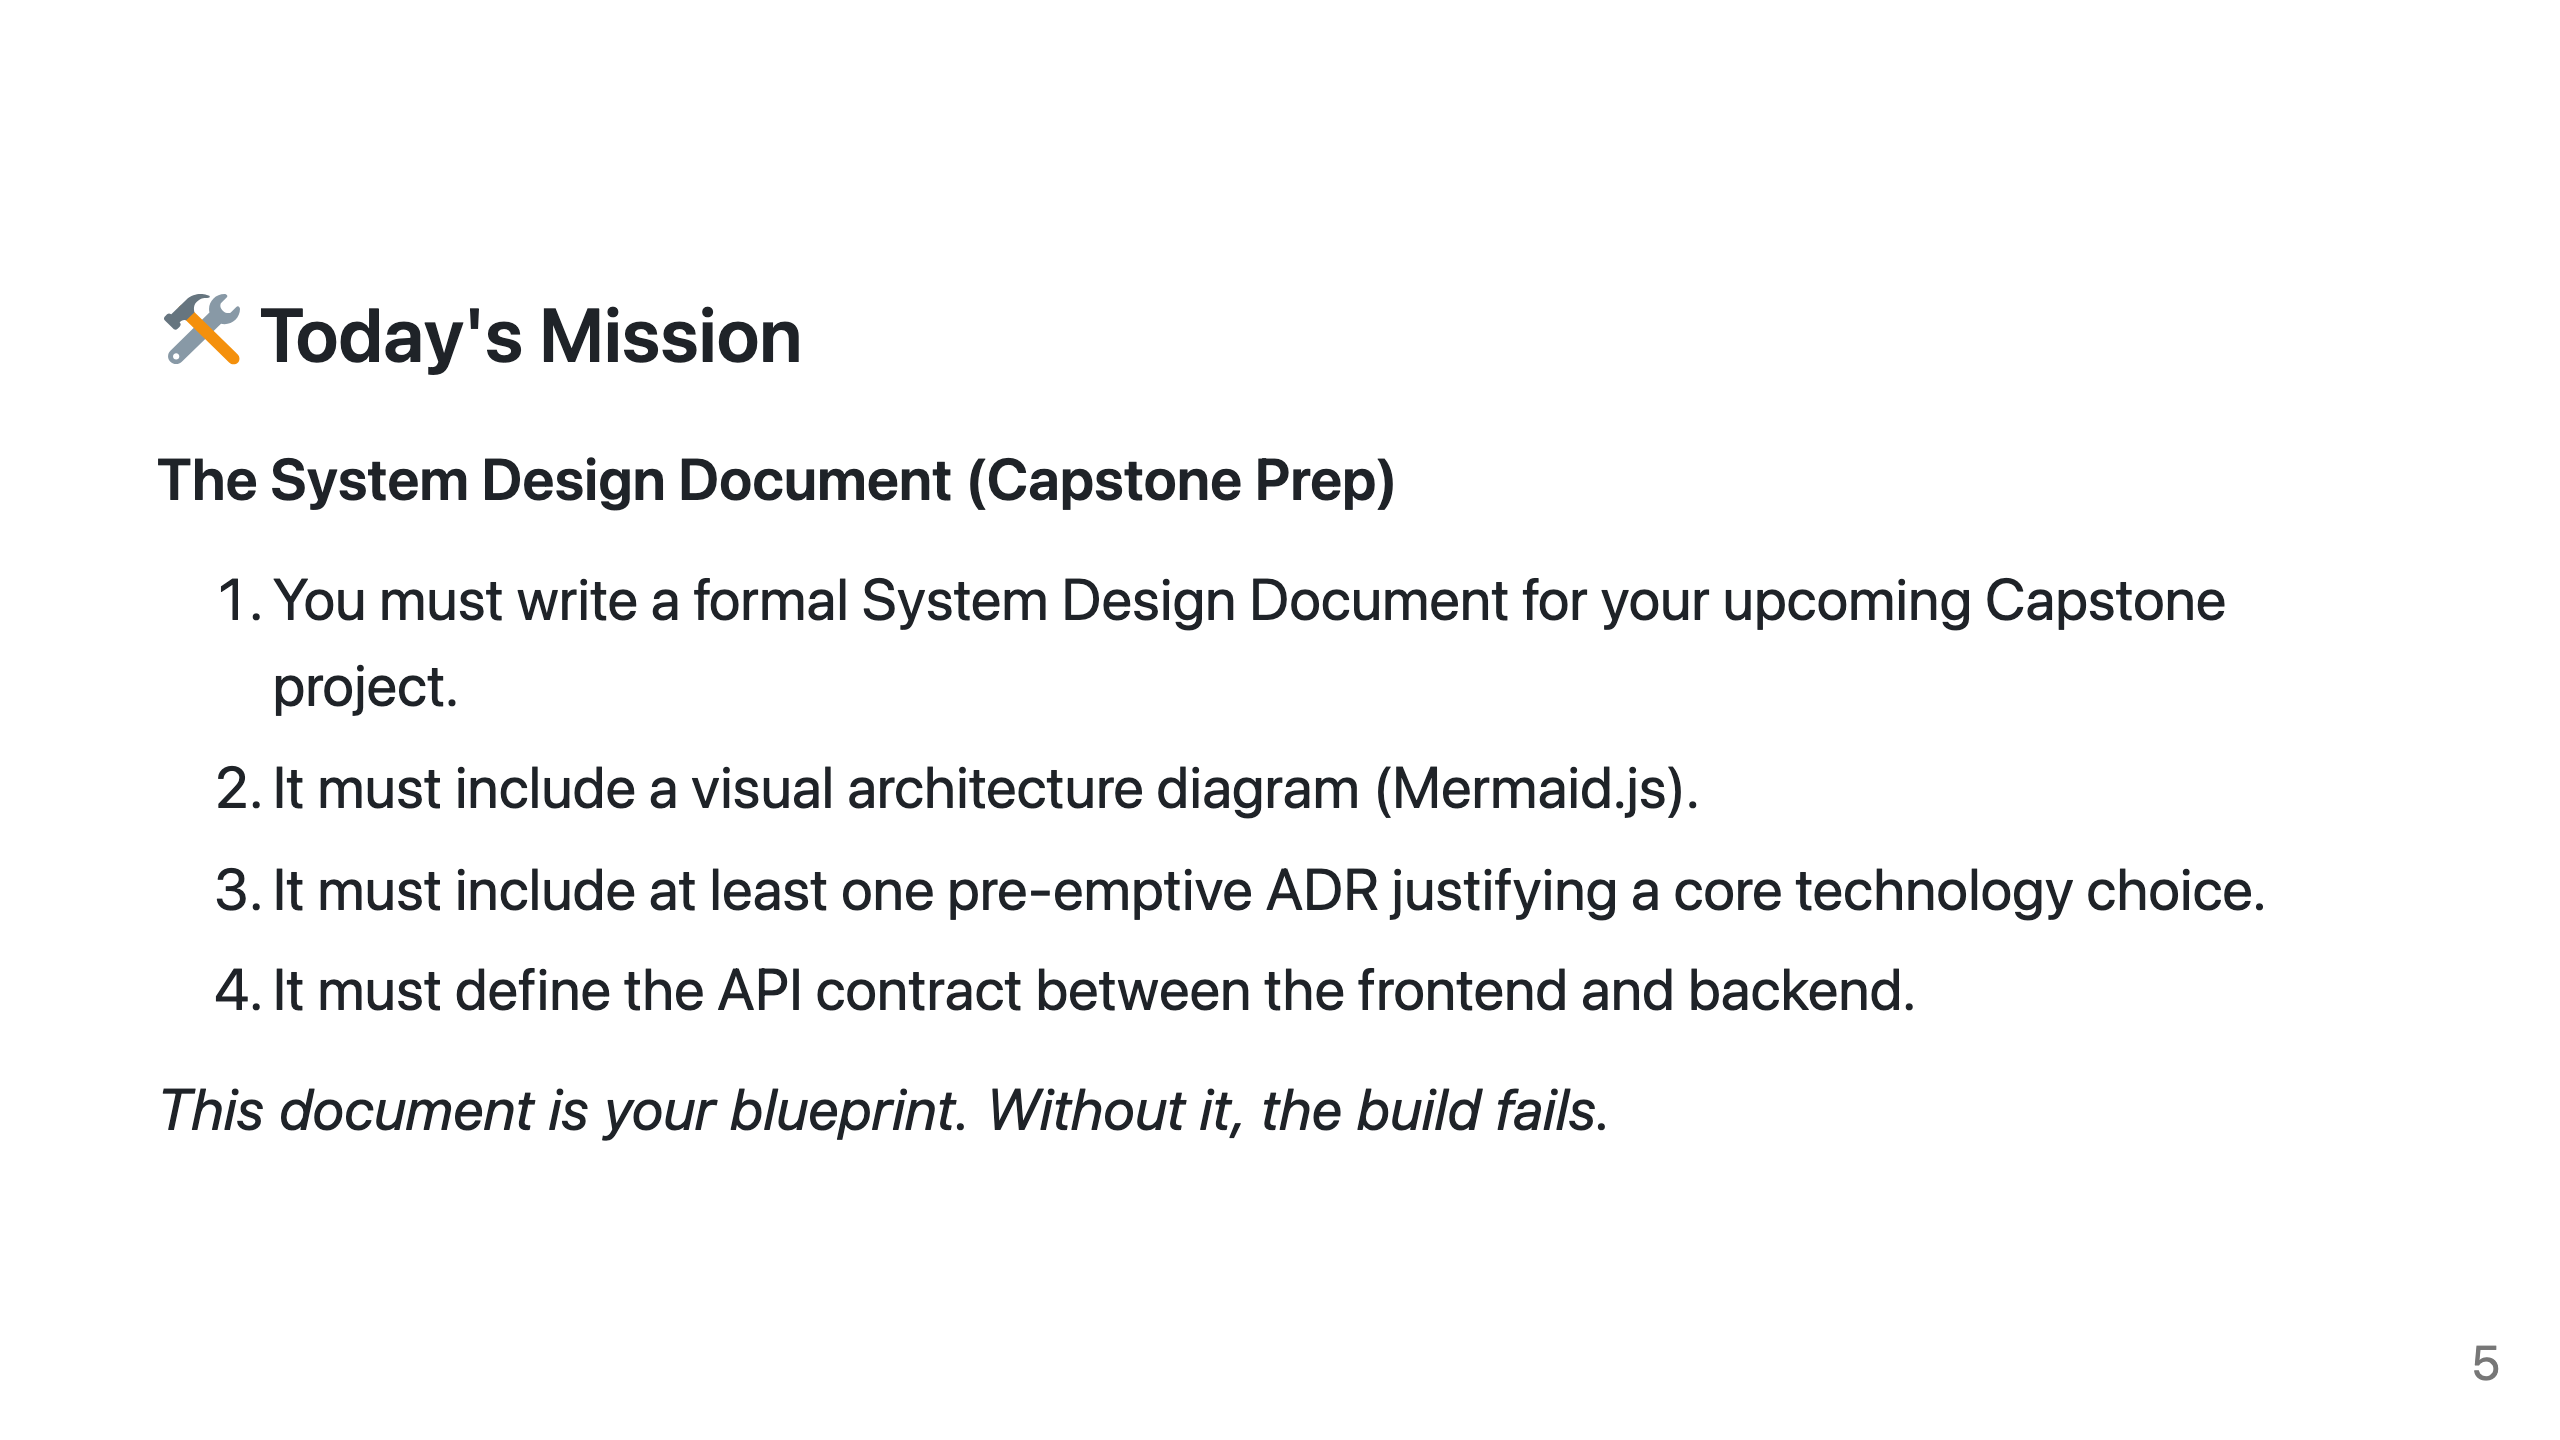 🛠️ Today's Mission
The System Design Document (Capstone Prep)
1. You must write a formal System Design Document for your upcoming Capstone
project.
2. It must include a visual architecture diagram (Mermaid.js).
3. It must include at least one pre-emptive ADR justifying a core technology choice.
4. It must define the API contract between the frontend and backend.
This document is your blueprint. Without it, the build fails.
5